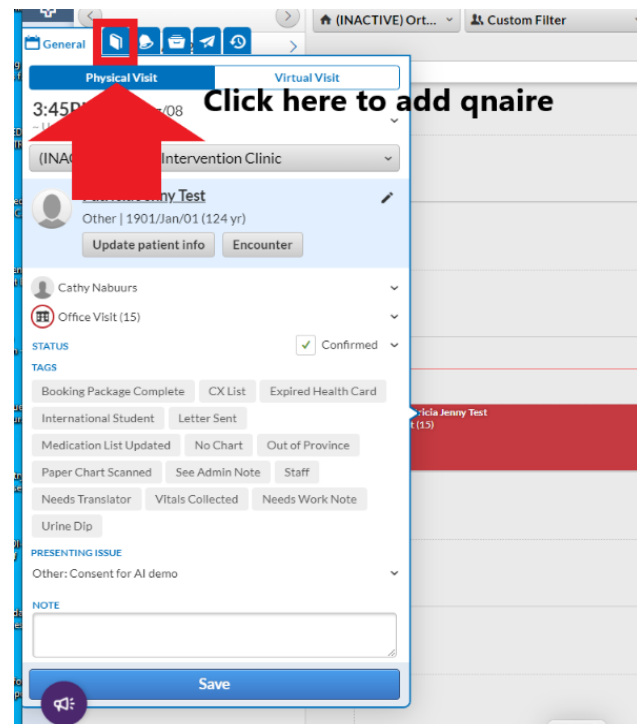 (INACTIVE) Ort...
Custom Filter
General
Physical Visit
Virtual Visit
Click here to add qnaire
3:45P
/08
(INA
Intervention Clinic
ny Test
Other | 1901/Jan/01 (124 yr)
Update patient info
Encounter
Cathy Nabuurs
Office Visit (15)
STATUS
Confirmed
TAGS
Booking Package Complete
CX List
Expired Health Card
International Student
Letter Sent
Medication List Updated
No Chart
Out of Province
Paper Chart Scanned
See Admin Note
Staff
Needs Translator
Vitals Collected
Needs Work Note
Urine Dip
ricia Jenny Test
t (15)
PRESENTING ISSUE
Other: Consent for AI demo
NOTE
Save